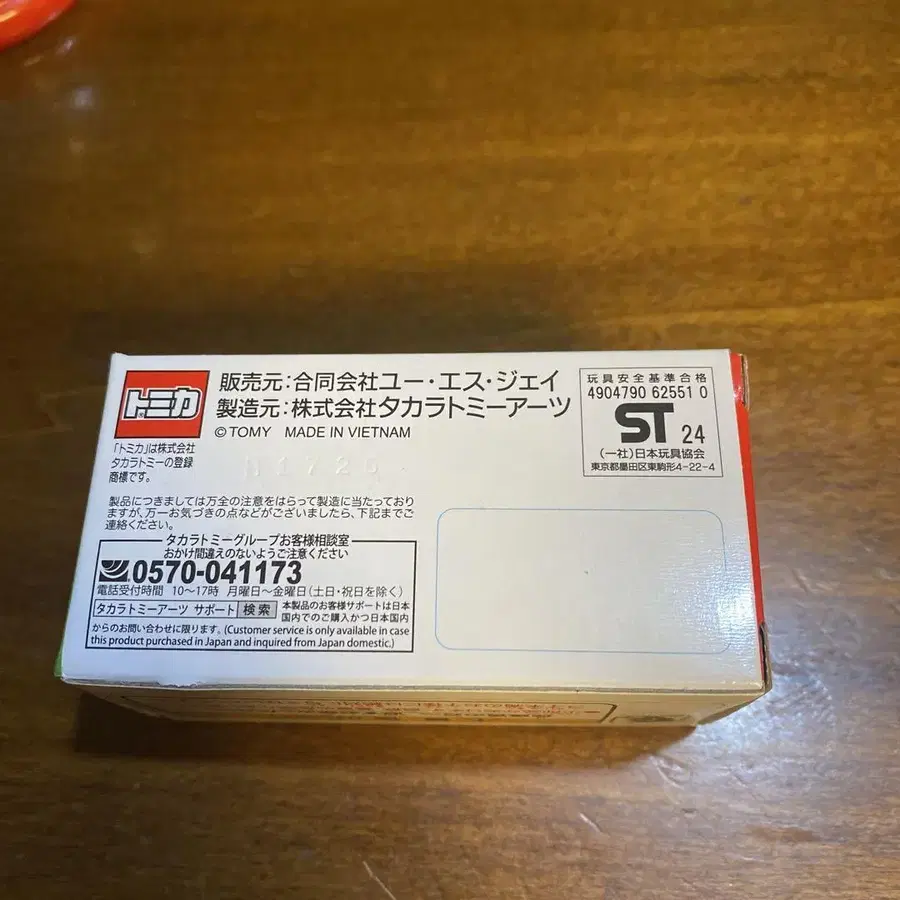 トミカ
販売元：合同会社ユー・エス・ジェイ
製造元：株式会社タカラトミーアーツ
© TOMY MADE IN VIETNAM
「トミカ」は株式会社
タカラトミーの登録
商標です。
玩具安全基準合格
4904790 62551 0
ST 24
(一社)日本玩具協会
東京都墨田区東駒形4-22-4
製品につきましては万全の注意をはらって製造に当たっており
ますが、万一お気づきの点などがございましたら、下記までご
連絡ください。
タカラトミーグループお客様相談室
おかけ間違えのないようご注意ください
0570-041173
電話受付時間 10〜17時 月曜日〜金曜日(土日・祝日を除く)
タカラトミーアーツ サポート 検索
本製品のお客様サポートは日本
国内でのご購入かつ日本国内
からのお問い合わせに限ります。(Customer service is only available in case
this product purchased in Japan and inquired from Japan domestic.)